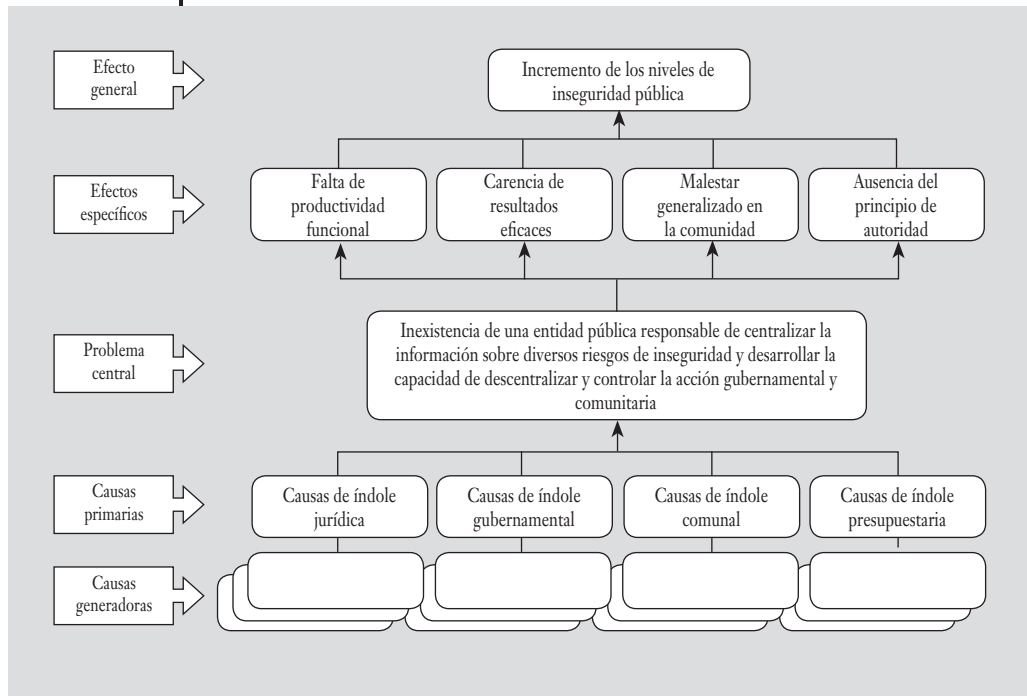 Efecto
general
Incremento de los niveles de
inseguridad pública
Efectos
específicos
Falta de
productividad
funcional
Carencia de
resultados
eficaces
Malestar
generalizado en
la comunidad
Ausencia del
principio de
autoridad
Problema
central
Inexistencia de una entidad pública responsable de centralizar la
información sobre diversos riesgos de inseguridad y desarrollar la
capacidad de descentralizar y controlar la acción gubernamental y
comunitaria
Causas
primarias
Causas de índole
jurídica
Causas de índole
gubernamental
Causas de índole
comunal
Causas de índole
presupuestaria
Causas
generadoras